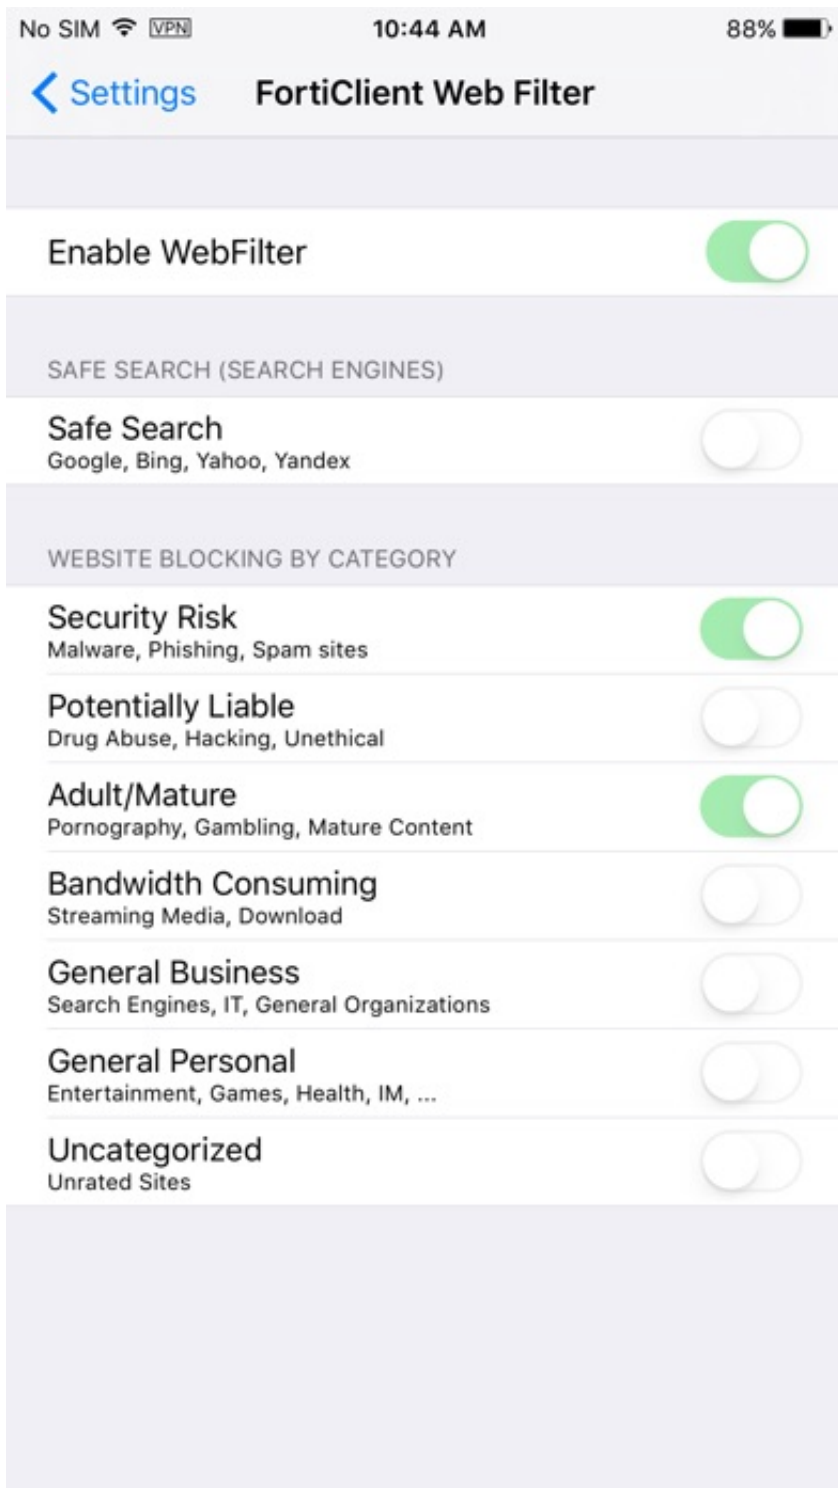 No SIM VPN 10:44 AM 88%
Settings FortiClient Web Filter
Enable WebFilter
SAFE SEARCH (SEARCH ENGINES)
Safe Search
Google, Bing, Yahoo, Yandex
WEBSITE BLOCKING BY CATEGORY
Security Risk
Malware, Phishing, Spam sites
Potentially Liable
Drug Abuse, Hacking, Unethical
Adult/Mature
Pornography, Gambling, Mature Content
Bandwidth Consuming
Streaming Media, Download
General Business
Search Engines, IT, General Organizations
General Personal
Entertainment, Games, Health, IM, ...
Uncategorized
Unrated Sites